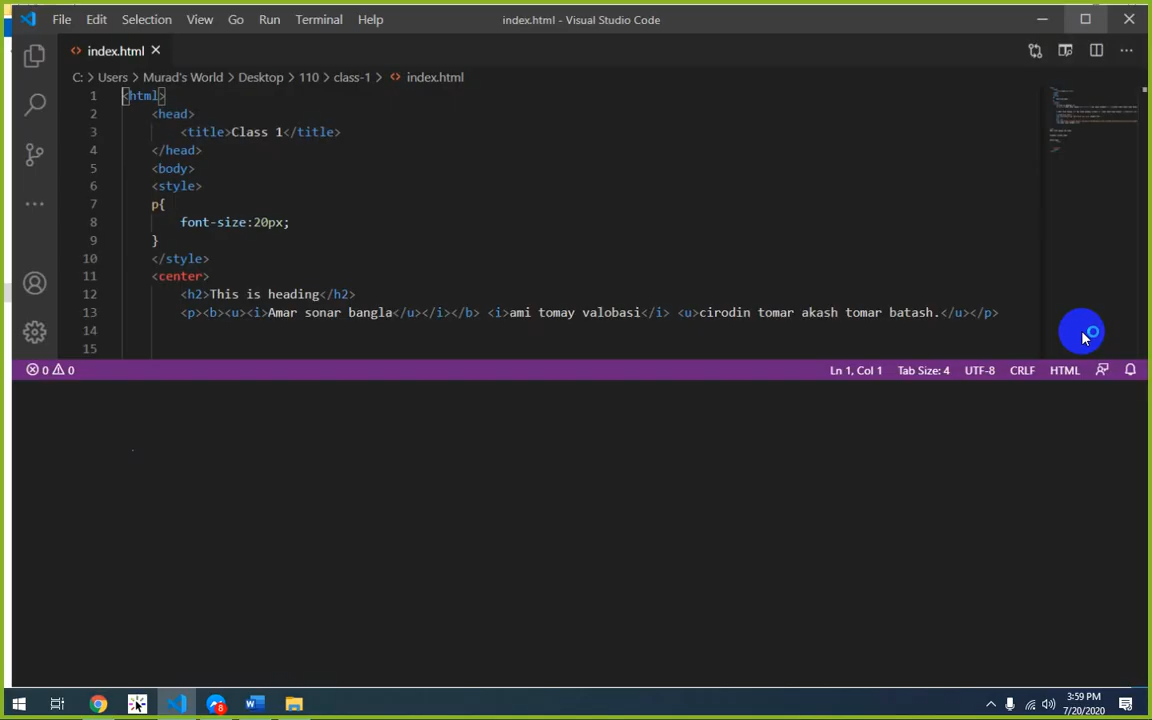 File Edit Selection View Go Run Terminal Help index.html - Visual Studio Code
index.html
C: > Users > Murad's World > Desktop > 110 > class-1 > index.html
1 <html>
2 <head>
3 <title>Class 1</title>
4 </head>
5 <body>
6 <style>
7 p{
8 font-size:20px;
9 }
10 </style>
11 <center>
12 <h2>This is heading</h2>
13 <p><b><u><i>Amar sonar bangla</u></i></b> <i>ami tomay valobasi</i> <u>cirodin tomar akash tomar batash.</u></p>
14
15
0 0 Ln 1, Col 1 Tab Size: 4 UTF-8 CRLF HTML
8
3:59 PM
7/20/2020